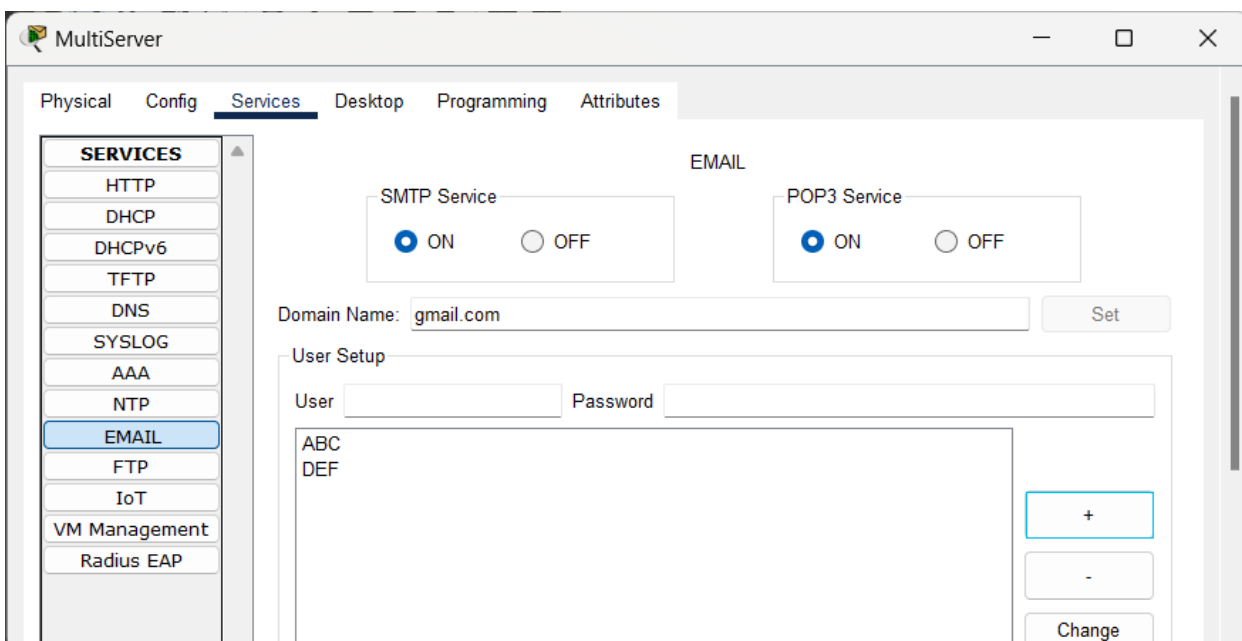 MultiServer
Physical Config Services Desktop Programming Attributes
SERVICES
HTTP
DHCP
DHCPv6
TFTP
DNS
SYSLOG
AAA
NTP
EMAIL
FTP
IoT
VM Management
Radius EAP
EMAIL
SMTP Service
ON OFF
POP3 Service
ON OFF
Domain Name: gmail.com Set
User Setup
User Password
ABC
DEF
+
-
Change